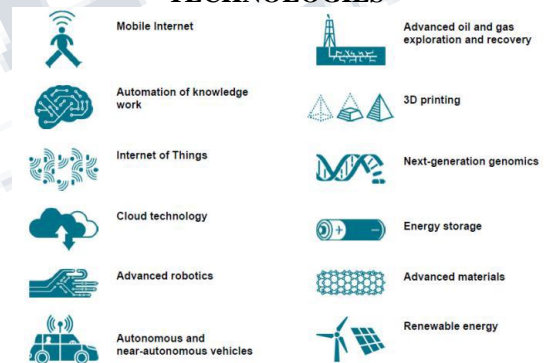 TECHNOLOGIES
Mobile Internet
Automation of knowledge
work
Internet of Things
Cloud technology
Advanced robotics
Autonomous and
near-autonomous vehicles
Advanced oil and gas
exploration and recovery
3D printing
Next-generation genomics
Energy storage
Advanced materials
Renewable energy